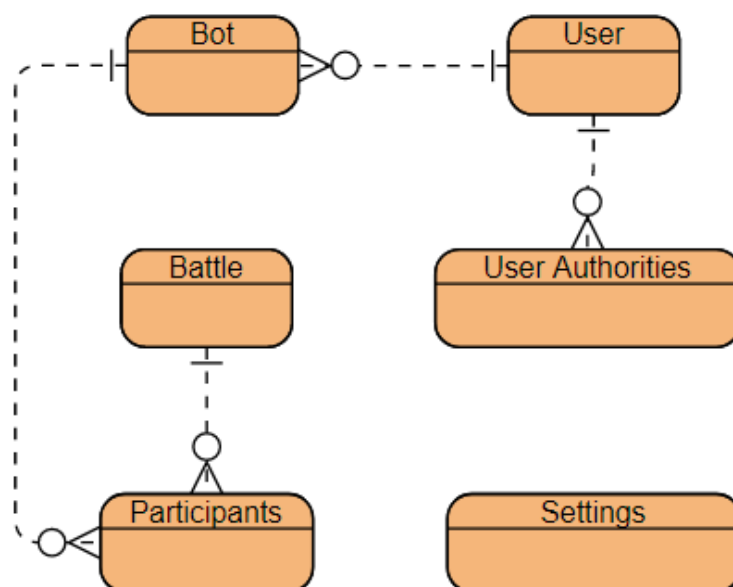 Bot
User
Battle
User Authorities
Participants
Settings